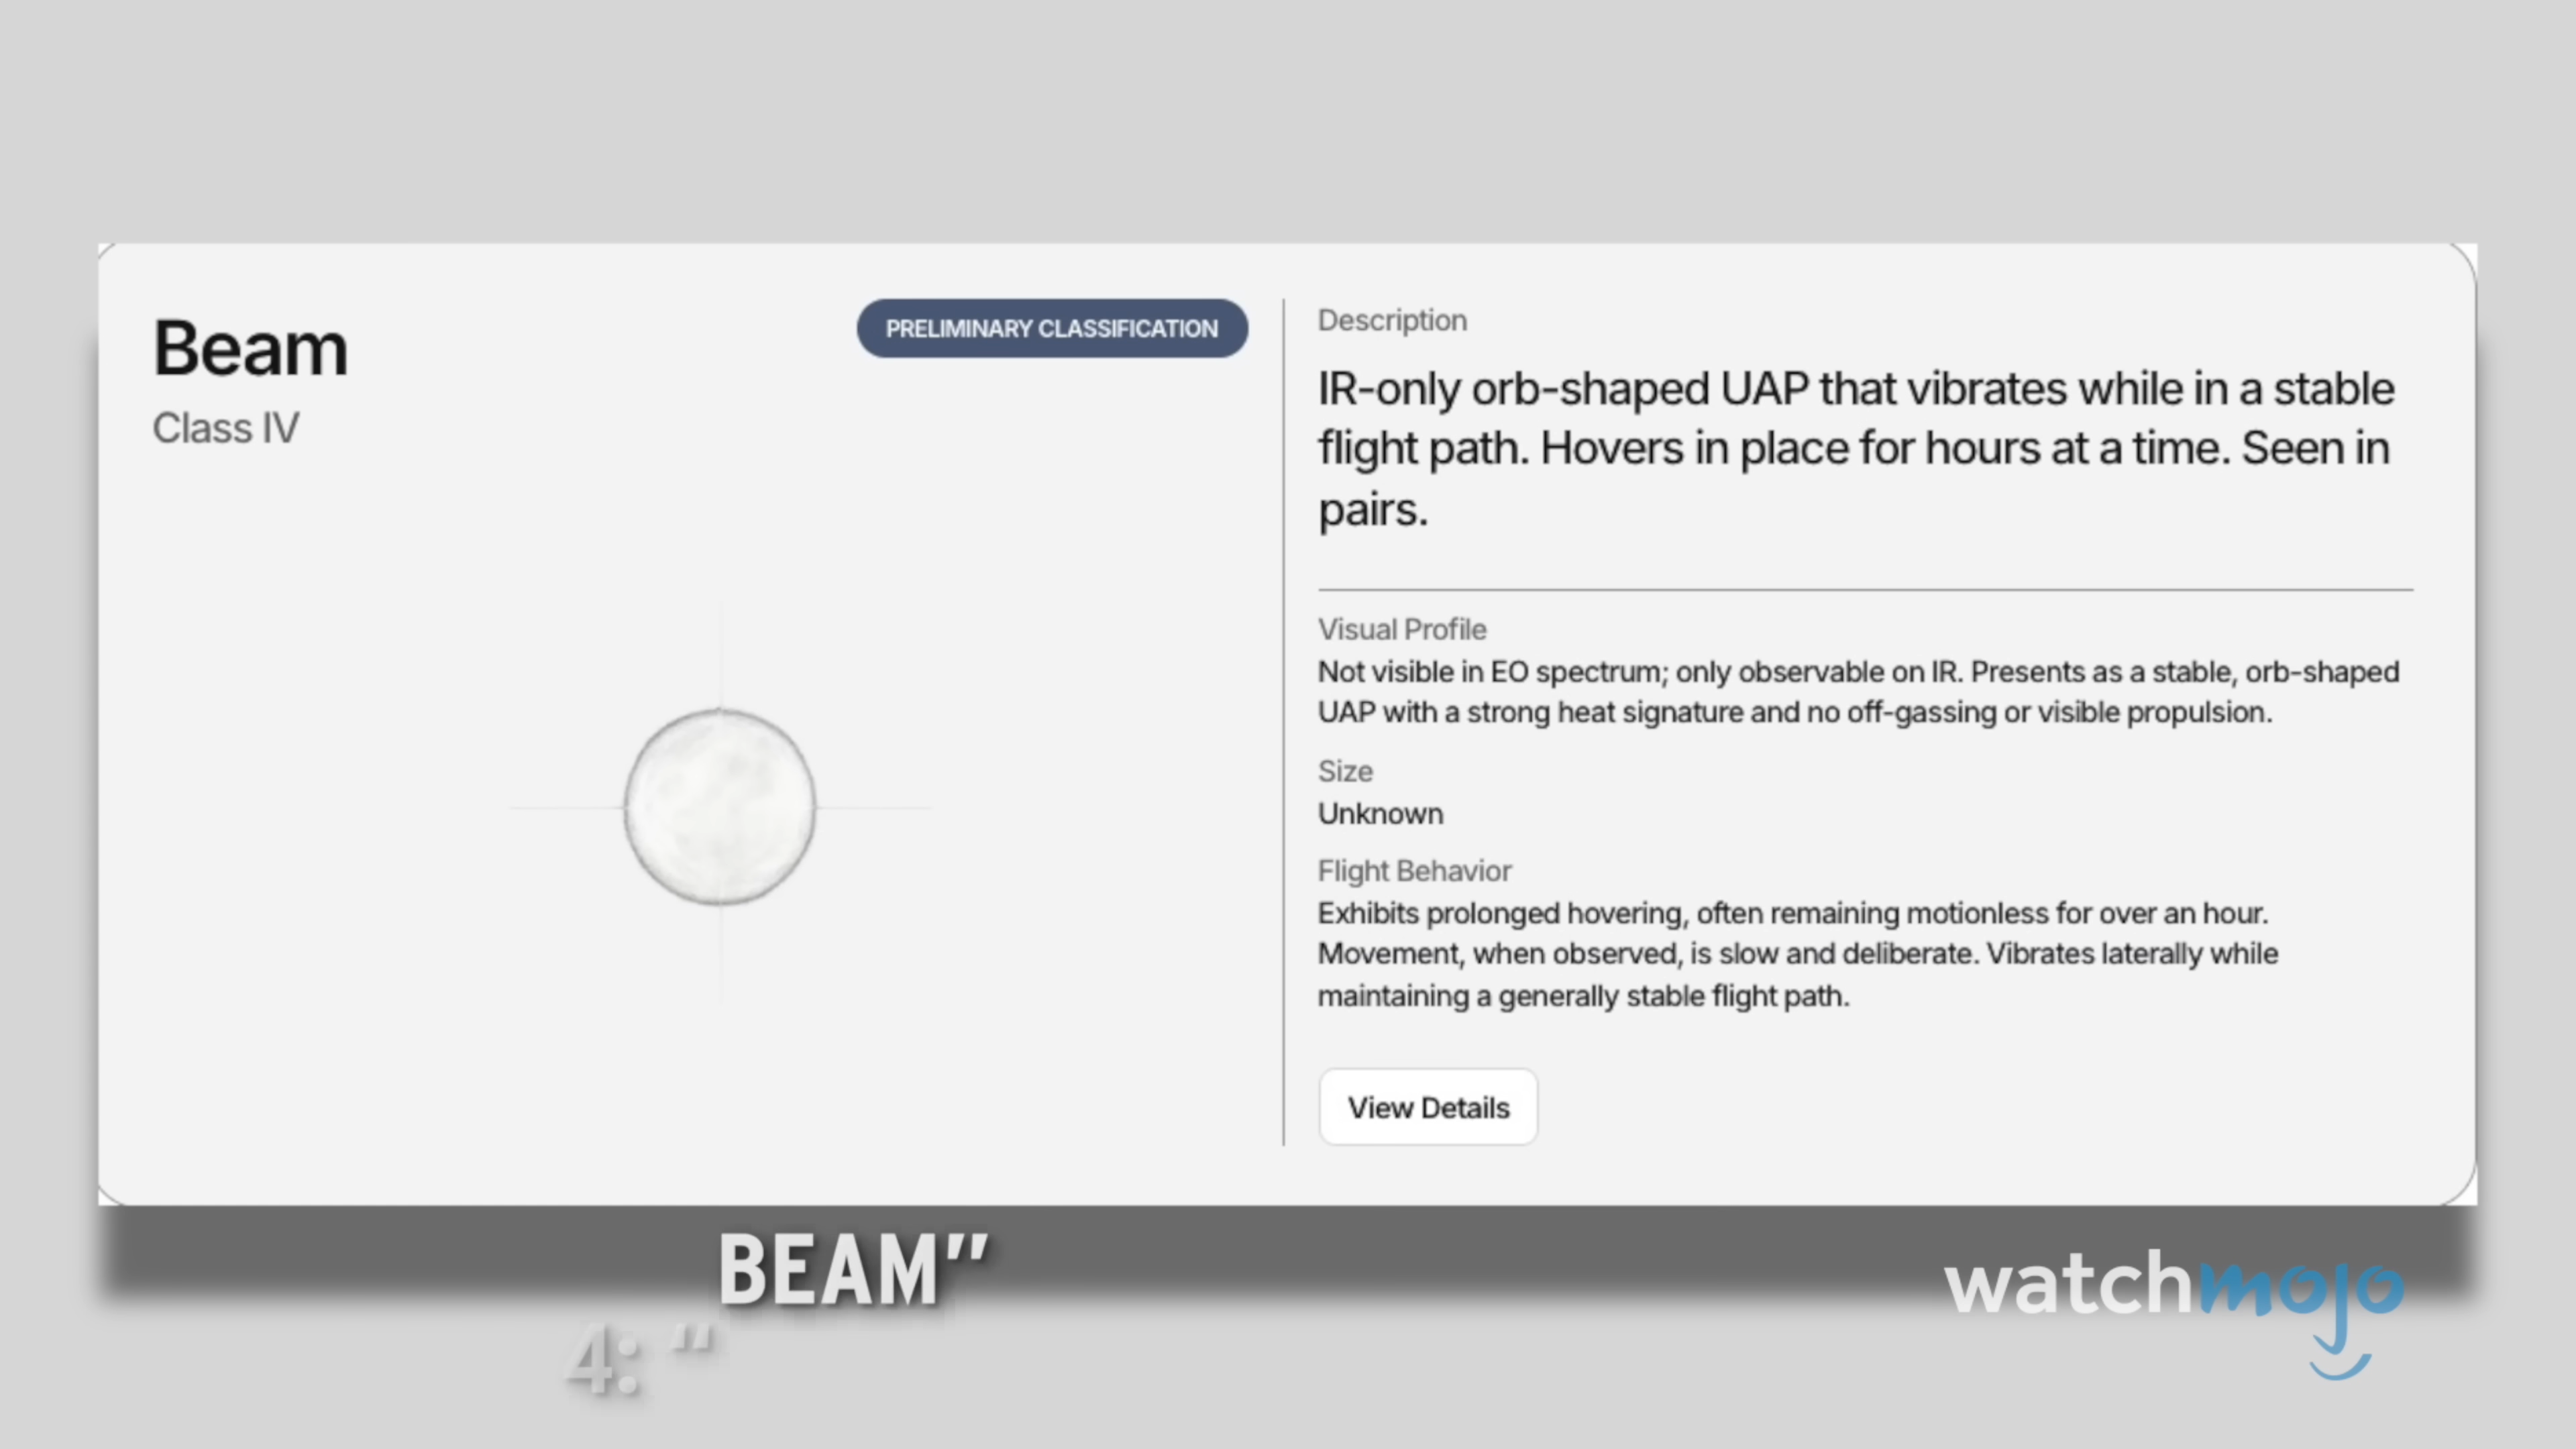 Beam
Class IV
PRELIMINARY CLASSIFICATION
Description
IR-only orb-shaped UAP that vibrates while in a stable
flight path. Hovers in place for hours at a time. Seen in
pairs.
Visual Profile
Not visible in EO spectrum; only observable on IR. Presents as a stable, orb-shaped
UAP with a strong heat signature and no off-gassing or visible propulsion.
Size
Unknown
Flight Behavior
Exhibits prolonged hovering, often remaining motionless for over an hour.
Movement, when observed, is slow and deliberate. Vibrates laterally while
maintaining a generally stable flight path.
View Details
BEAM"
4: "
watchmojo